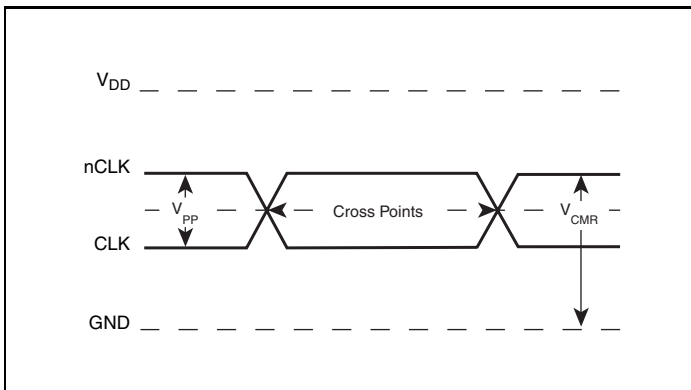 VDD
nCLK
VPP
Cross Points
VCMR
CLK
GND